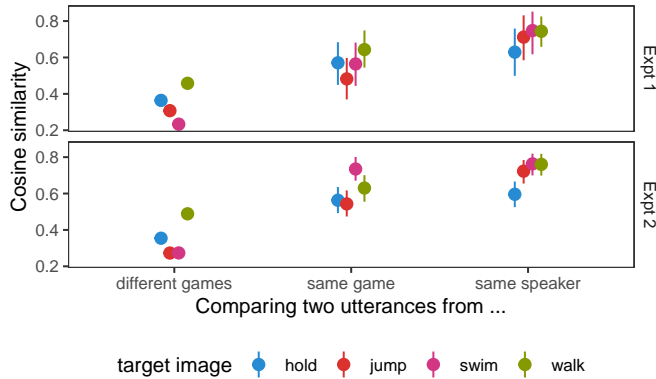 Cosine similarity
0.8
0.6
0.4
0.2
Expt 1
0.8
0.6
0.4
0.2
Expt 2
different games same game same speaker
Comparing two utterances from ...
target image hold jump swim walk